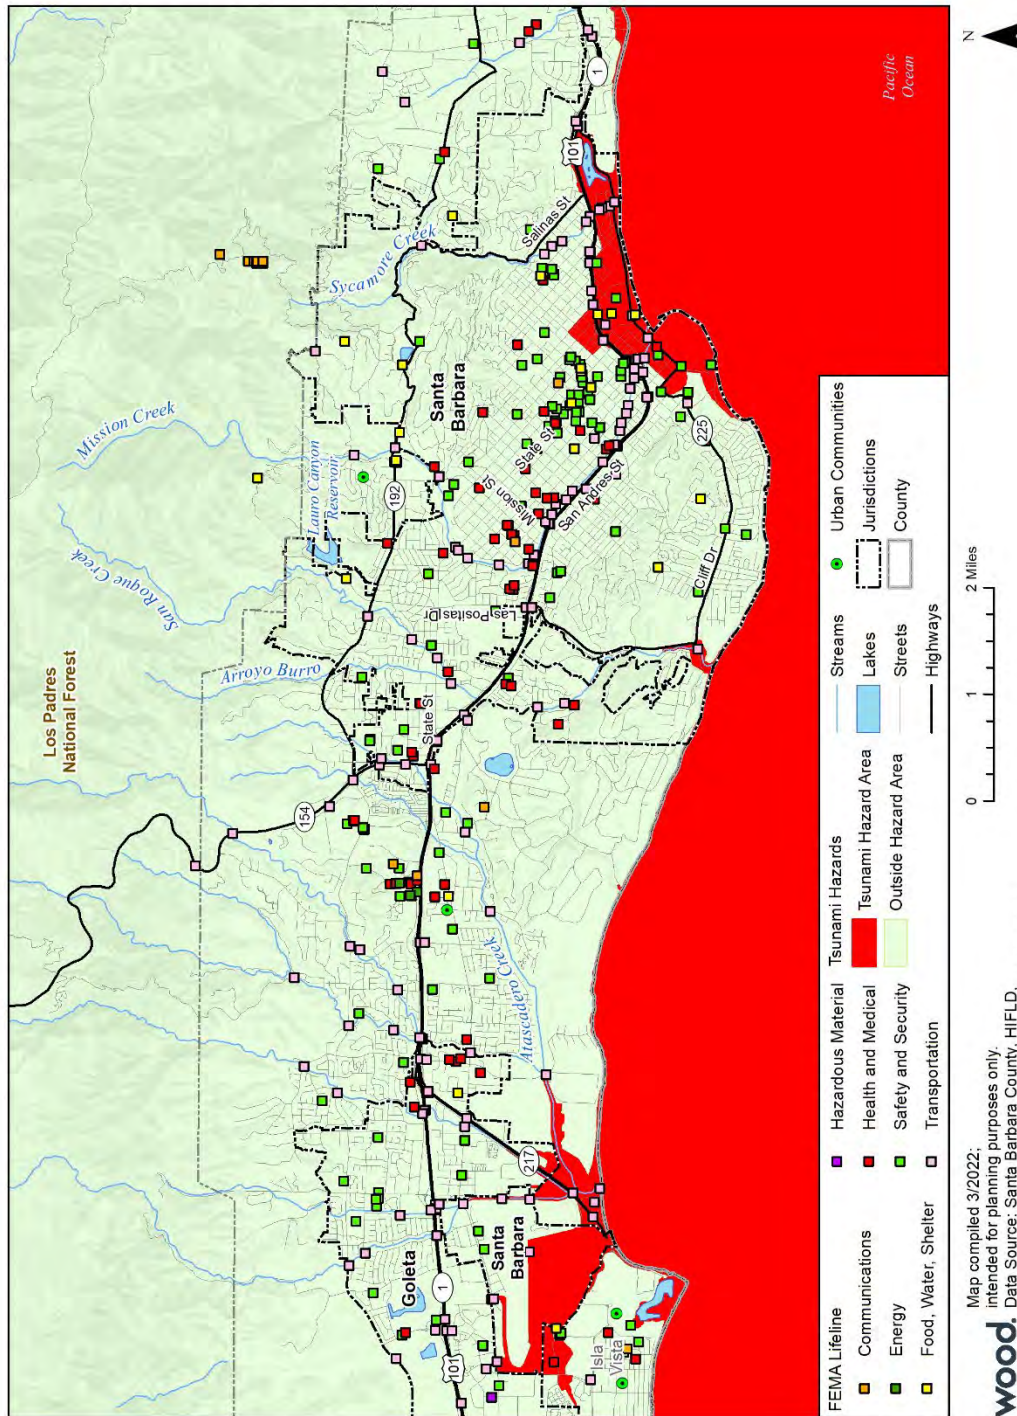 Los Padres
National Forest
San Roque Creek
Mission Creek
Lauro Canyon
Reservoir
Sycamore Creek
Arroyo Burro
154
192
Santa
Barbara
State St
Mission St
State St
San Andres St
Salinas St
101
1
Las Positas Dr
225
Cliff Dr
Atascadero Creek
Goleta
1
101
Santa
Barbara
217
Isla
Vista
Pacific
Ocean
FEMA Lifeline
Communications
Energy
Food, Water, Shelter
Hazardous Material
Health and Medical
Safety and Security
Transportation
Tsunami Hazards
Tsunami Hazard Area
Outside Hazard Area
Streams
Lakes
Streets
Highways
Urban Communities
Jurisdictions
County
wood.
Map compiled 3/2022;
intended for planning purposes only.
Data Source: Santa Barbara County, HIFLD,
0 1 2 Miles
N